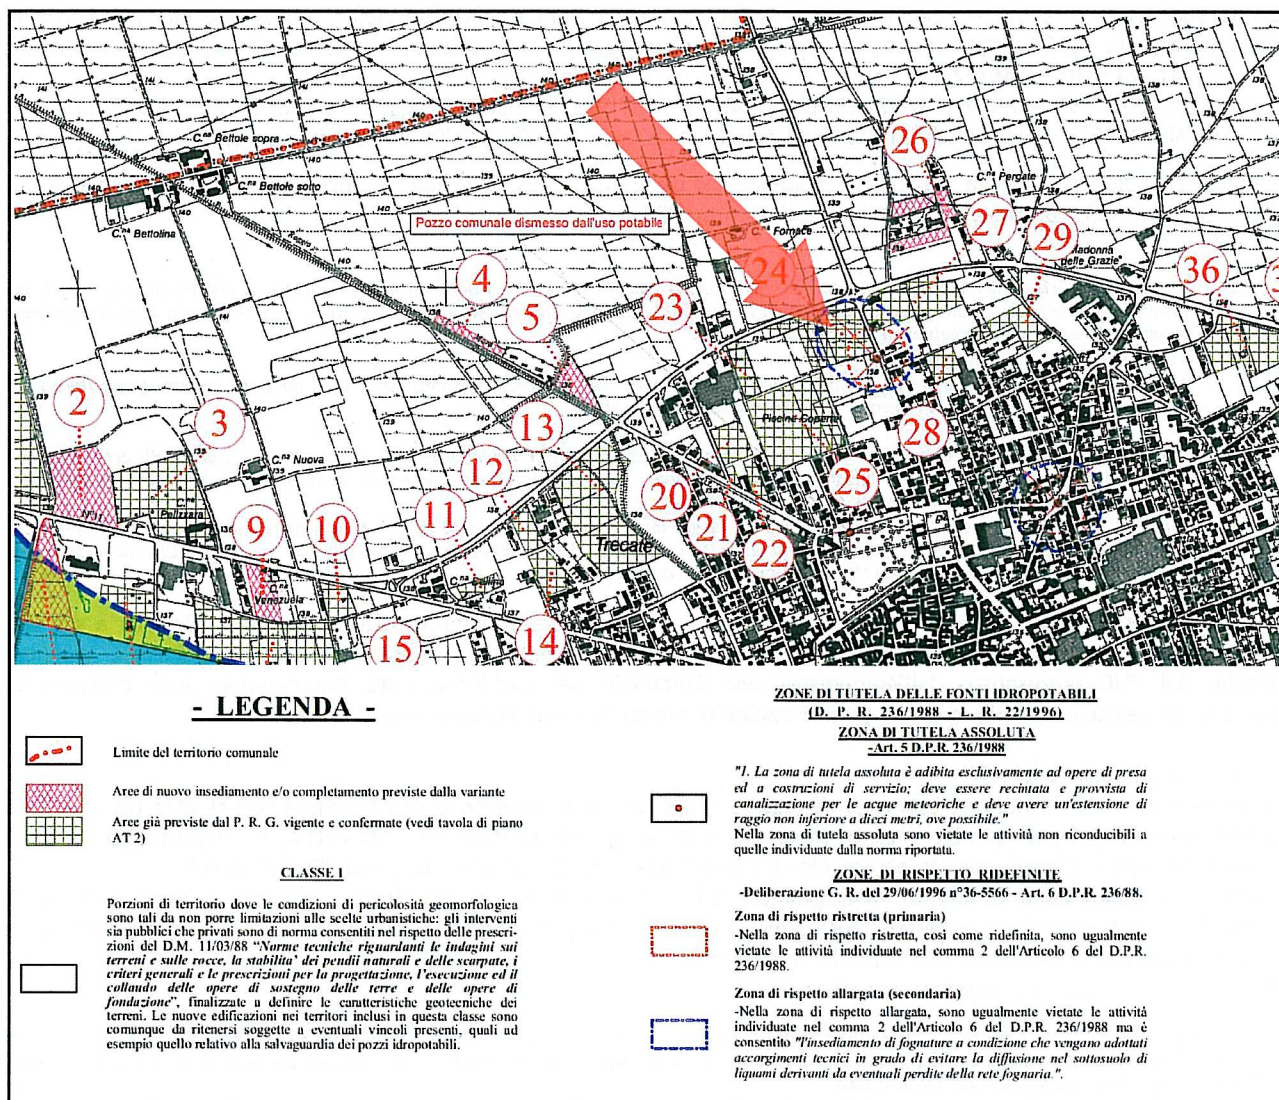 C.na Bettole sopra
C.na Bettole sotto
C.na Bettolina
Pozzo comunale dismesso dall'uso potabile
26
C.na Pergate
27
29
C.na Fornace
Madonna
delle Grazie
36
24
4
5
23
2
3
13
C.na Nuova
12
Piscina Coperta
28
25
20
21
22
Trecate
11
10
9
Pelizzara
Venezuela
15
14
- LEGENDA -
Limite del territorio comunale
Aree di nuovo insediamento e/o completamento previste dalla variante
Aree già previste dal P. R. G. vigente e confermate (vedi tavola di piano
AT 2)
CLASSE I
Porzioni di territorio dove le condizioni di pericolosità geomorfologica
sono tali da non porre limitazioni alle scelte urbanistiche: gli interventi
sia pubblici che privati sono di norma consentiti nel rispetto delle prescri-
zioni del D.M. 11/03/88 "Norme tecniche riguardanti le indagini sui
terreni e sulle rocce, la stabilita' dei pendii naturali e delle scarpate, i
criteri generali e le prescrizioni per la progettazione, l'esecuzione ed il
collaudo delle opere di sostegno delle terre e delle opere di
fondazione", finalizzate a definire le caratteristiche geotecniche dei
terreni. Le nuove edificazioni nei territori inclusi in questa classe sono
comunque da ritenersi soggette a eventuali vincoli presenti, quali ad
esempio quello relativo alla salvaguardia dei pozzi idropotabili.
ZONE DI TUTELA DELLE FONTI IDROPOTABILI
(D. P. R. 236/1988 - L. R. 22/1996)
ZONA DI TUTELA ASSOLUTA
-Art. 5 D.P.R. 236/1988
"1. La zona di tutela assoluta è adibita esclusivamente ad opere di presa
ed a costruzioni di servizio; deve essere recintata e provvista di
canalizzazione per le acque meteoriche e deve avere un'estensione di
raggio non inferiore a dieci metri, ove possibile."
Nella zona di tutela assoluta sono vietate le attività non riconducibili a
quelle individuate dalla norma riportata.
ZONE DI RISPETTO RIDEFINITE
-Deliberazione G. R. del 29/06/1996 n°36-5566 - Art. 6 D.P.R. 236/88.
Zona di rispetto ristretta (primaria)
-Nella zona di rispetto ristretta, così come ridefinita, sono ugualmente
vietate le attività individuate nel comma 2 dell'Articolo 6 del D.P.R.
236/1988.
Zona di rispetto allargata (secondaria)
-Nella zona di rispetto allargata, sono ugualmente vietate le attività
individuate nel comma 2 dell'Articolo 6 del D.P.R. 236/1988 ma è
consentito "l'insediamento di fognature a condizione che vengano adottati
accorgimenti tecnici in grado di evitare la diffusione nel sottosuolo di
liquami derivanti da eventuali perdite della rete fognaria.".